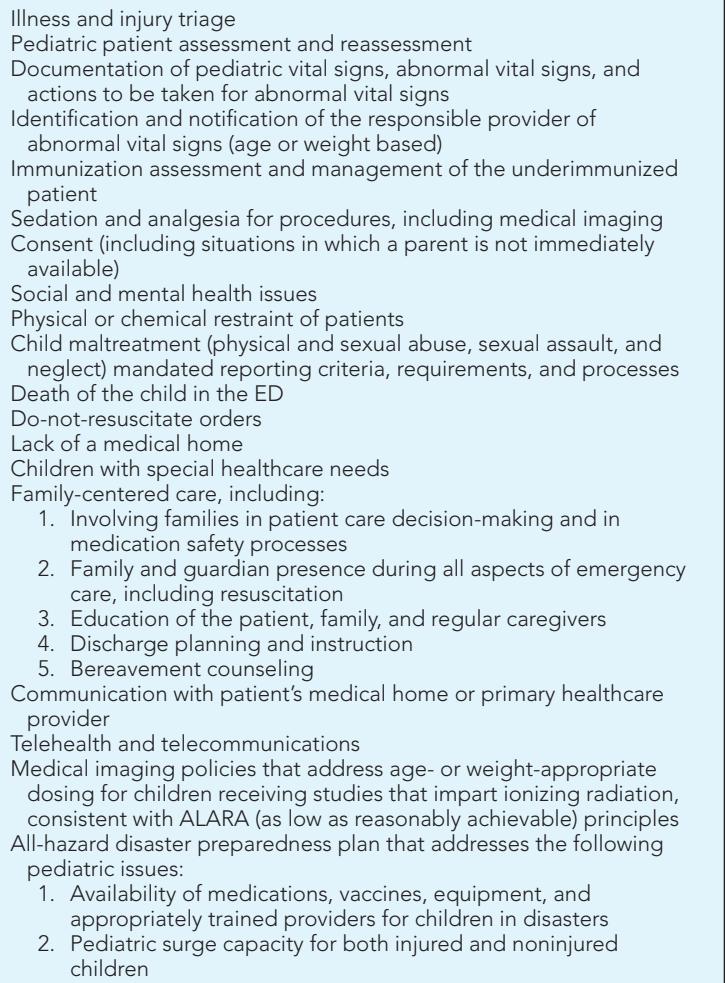 Illness and injury triage
Pediatric patient assessment and reassessment
Documentation of pediatric vital signs, abnormal vital signs, and
actions to be taken for abnormal vital signs
Identification and notification of the responsible provider of
abnormal vital signs (age or weight based)
Immunization assessment and management of the underimmunized
patient
Sedation and analgesia for procedures, including medical imaging
Consent (including situations in which a parent is not immediately
available)
Social and mental health issues
Physical or chemical restraint of patients
Child maltreatment (physical and sexual abuse, sexual assault, and
neglect) mandated reporting criteria, requirements, and processes
Death of the child in the ED
Do-not-resuscitate orders
Lack of a medical home
Children with special healthcare needs
Family-centered care, including:
1. Involving families in patient care decision-making and in
medication safety processes
2. Family and guardian presence during all aspects of emergency
care, including resuscitation
3. Education of the patient, family, and regular caregivers
4. Discharge planning and instruction
5. Bereavement counseling
Communication with patient's medical home or primary healthcare
provider
Telehealth and telecommunications
Medical imaging policies that address age- or weight-appropriate
dosing for children receiving studies that impart ionizing radiation,
consistent with ALARA (as low as reasonably achievable) principles
All-hazard disaster preparedness plan that addresses the following
pediatric issues:
1. Availability of medications, vaccines, equipment, and
appropriately trained providers for children in disasters
2. Pediatric surge capacity for both injured and noninjured
children